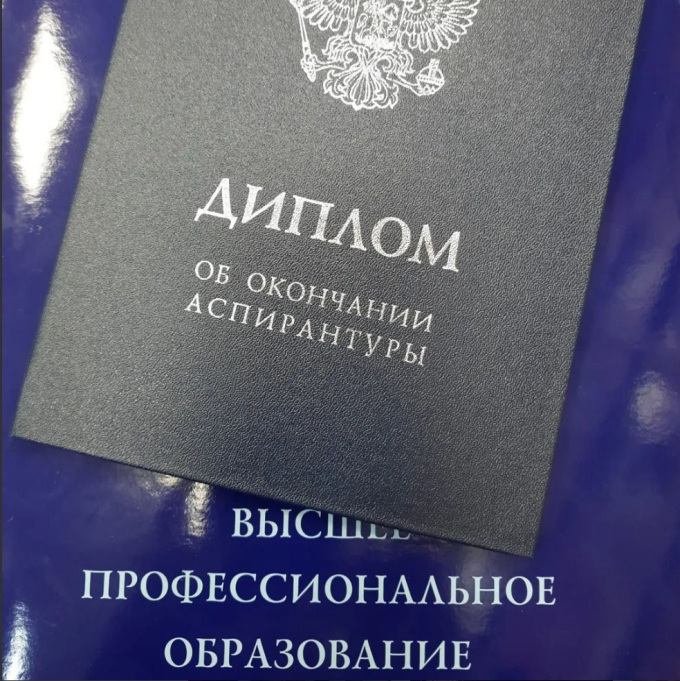 ДИПЛОМ
ОБ ОКОНЧАНИИ
АСПИРАНТУРЫ
ВЫСШЕЕ
ПРОФЕССИОНАЛЬНОЕ
ОБРАЗОВАНИЕ